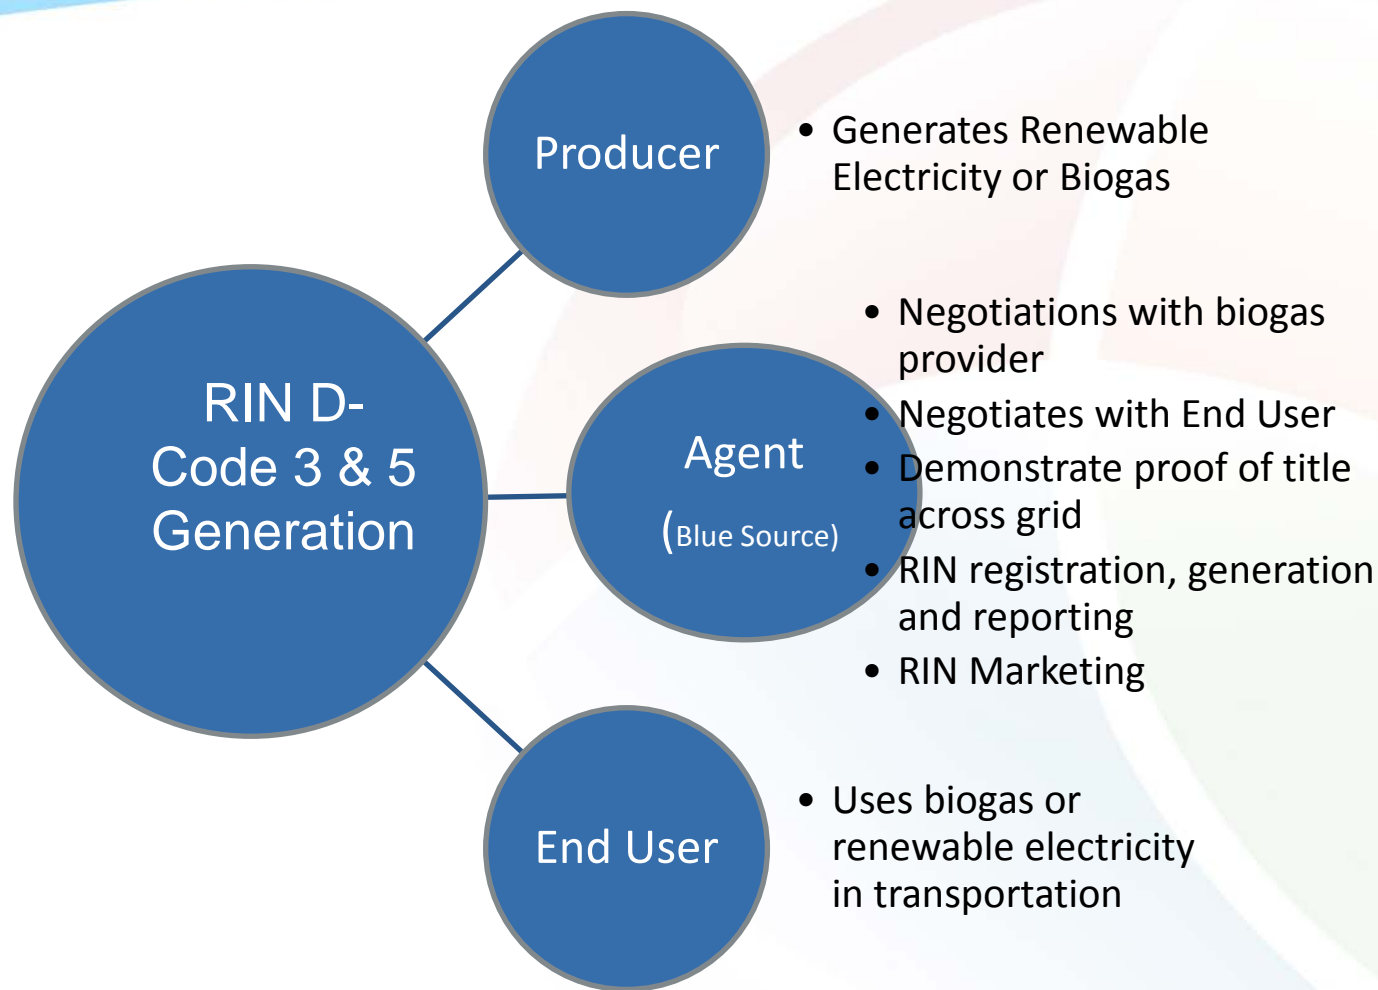 Producer
• Generates Renewable
Electricity or Biogas
RIN D-
Code 3 & 5
Generation
Agent
(Blue Source)
• Negotiations with biogas
provider
• Negotiates with End User
• Demonstrate proof of title
across grid
• RIN registration, generation
and reporting
• RIN Marketing
End User
• Uses biogas or
renewable electricity
in transportation